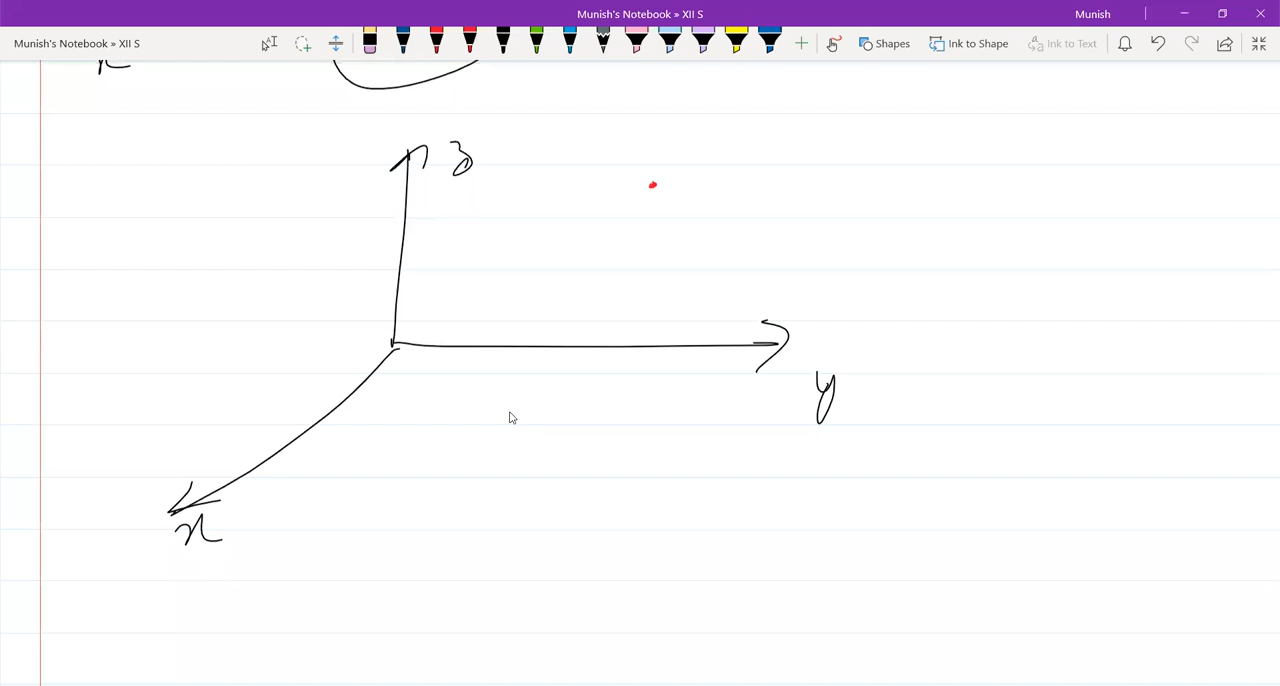 Munish's Notebook » XII S
Munish
Munish's Notebook » XII S
Shapes
Ink to Shape
Ink to Text
x
z
y
x